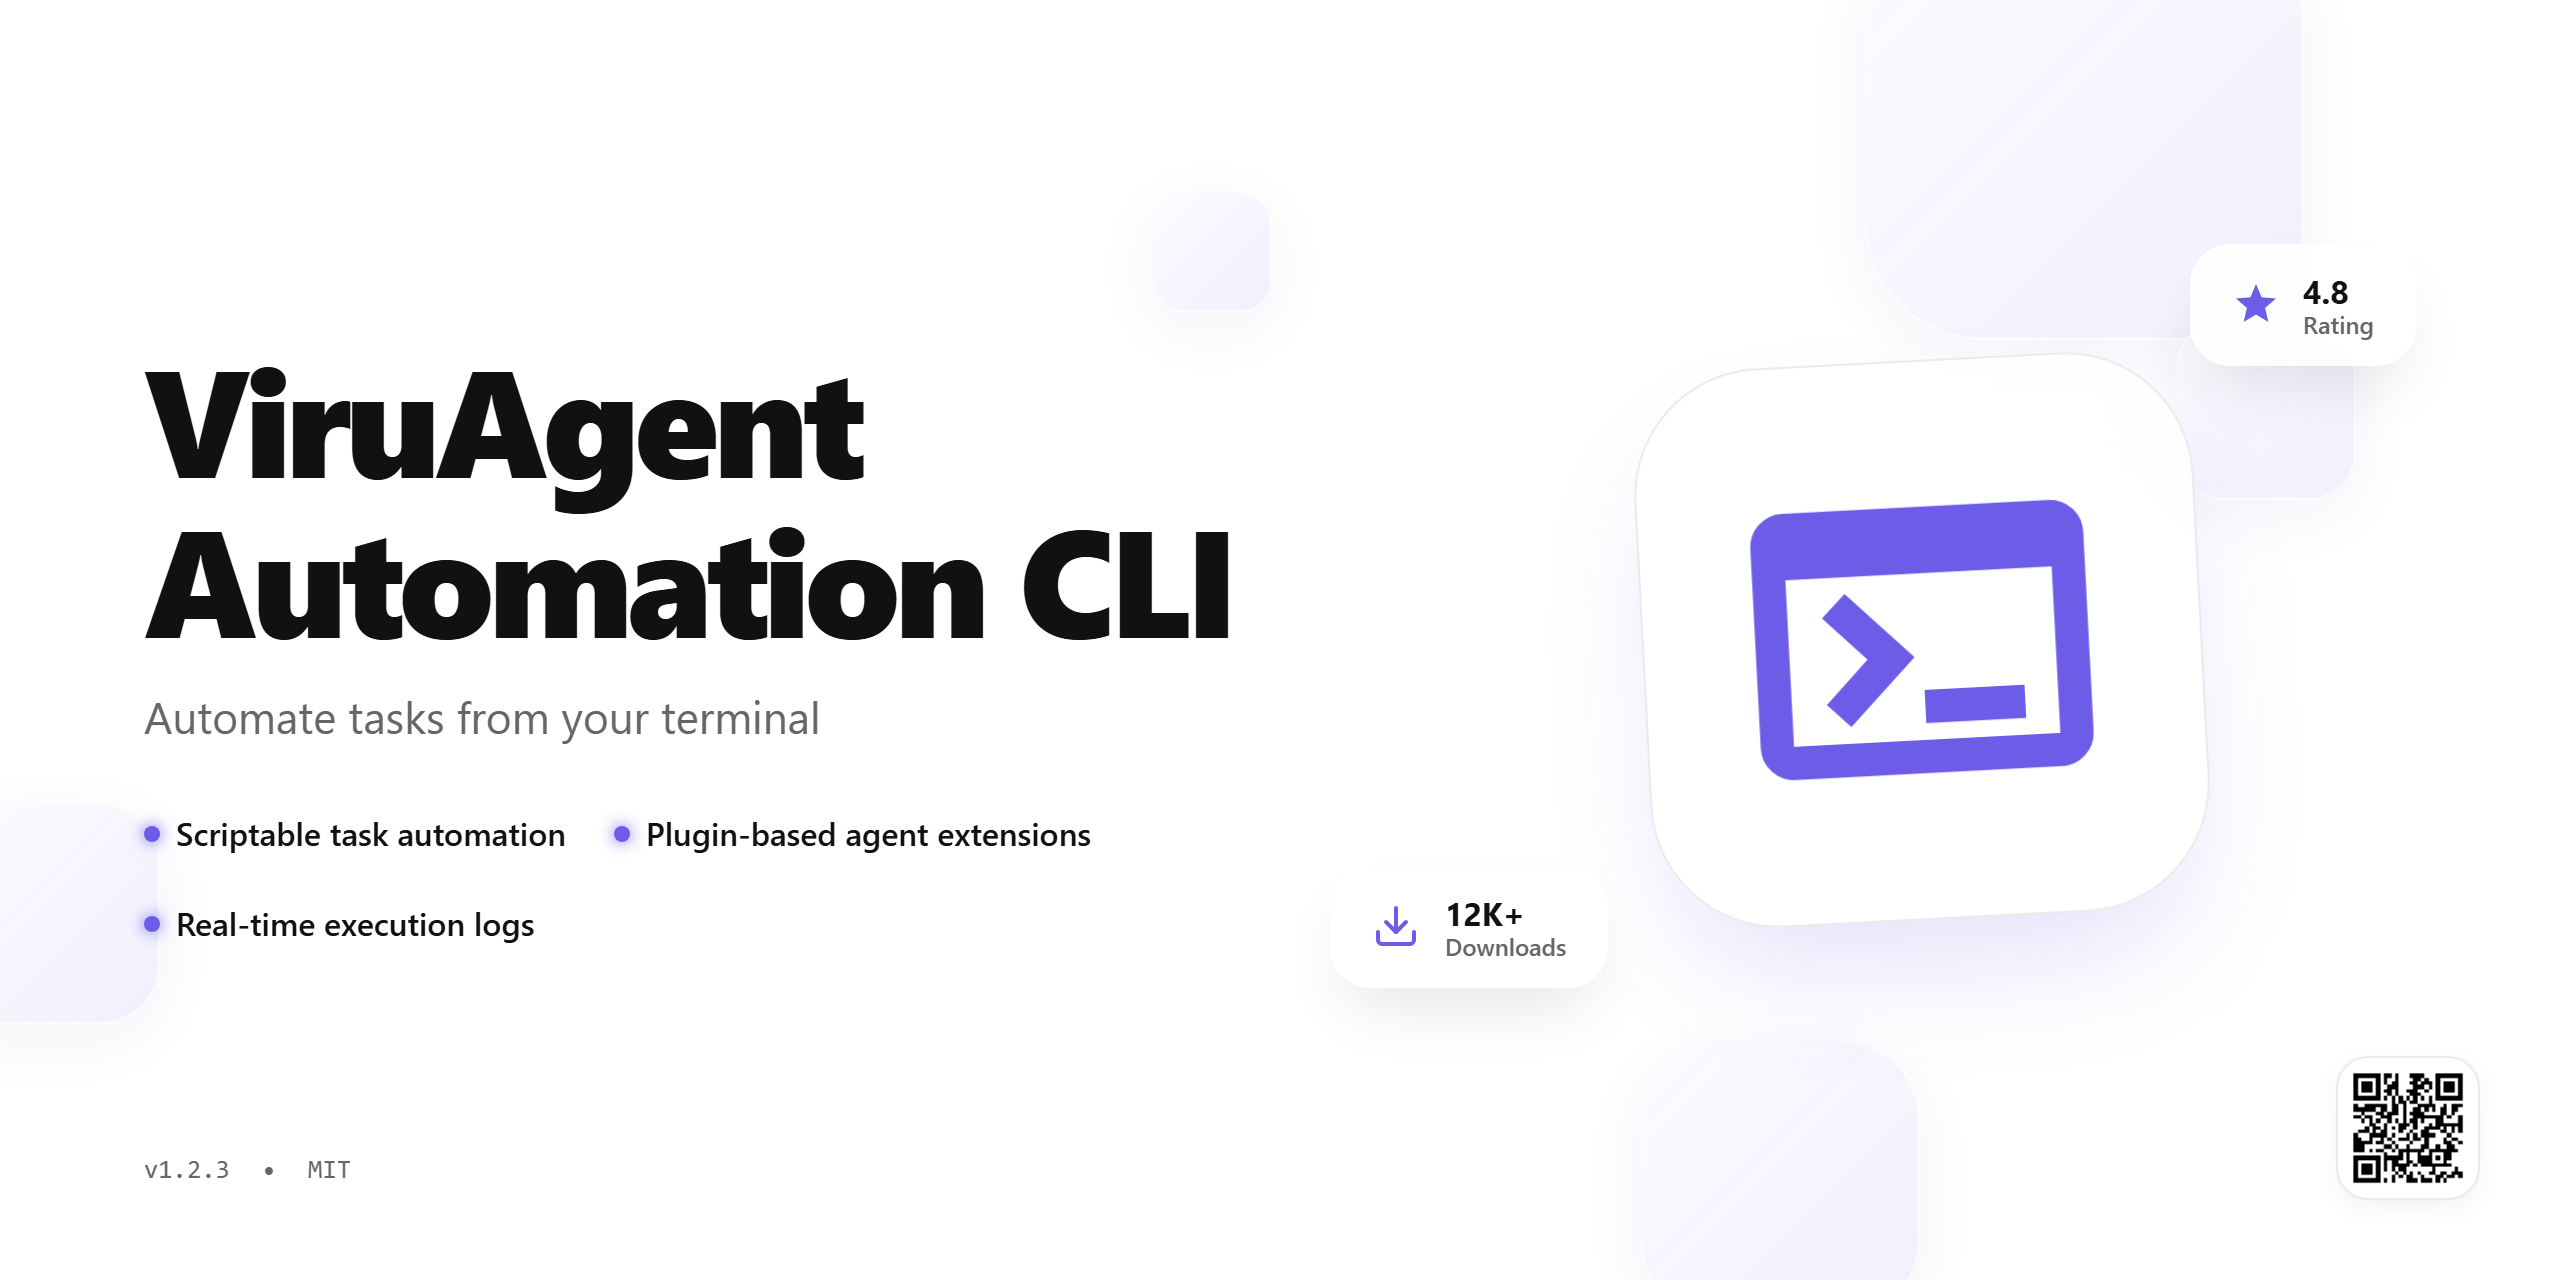 ViruAgent
Automation CLI
Automate tasks from your terminal
Scriptable task automation
Plugin-based agent extensions
Real-time execution logs
v1.2.3 • MIT
4.8
Rating
12K+
Downloads